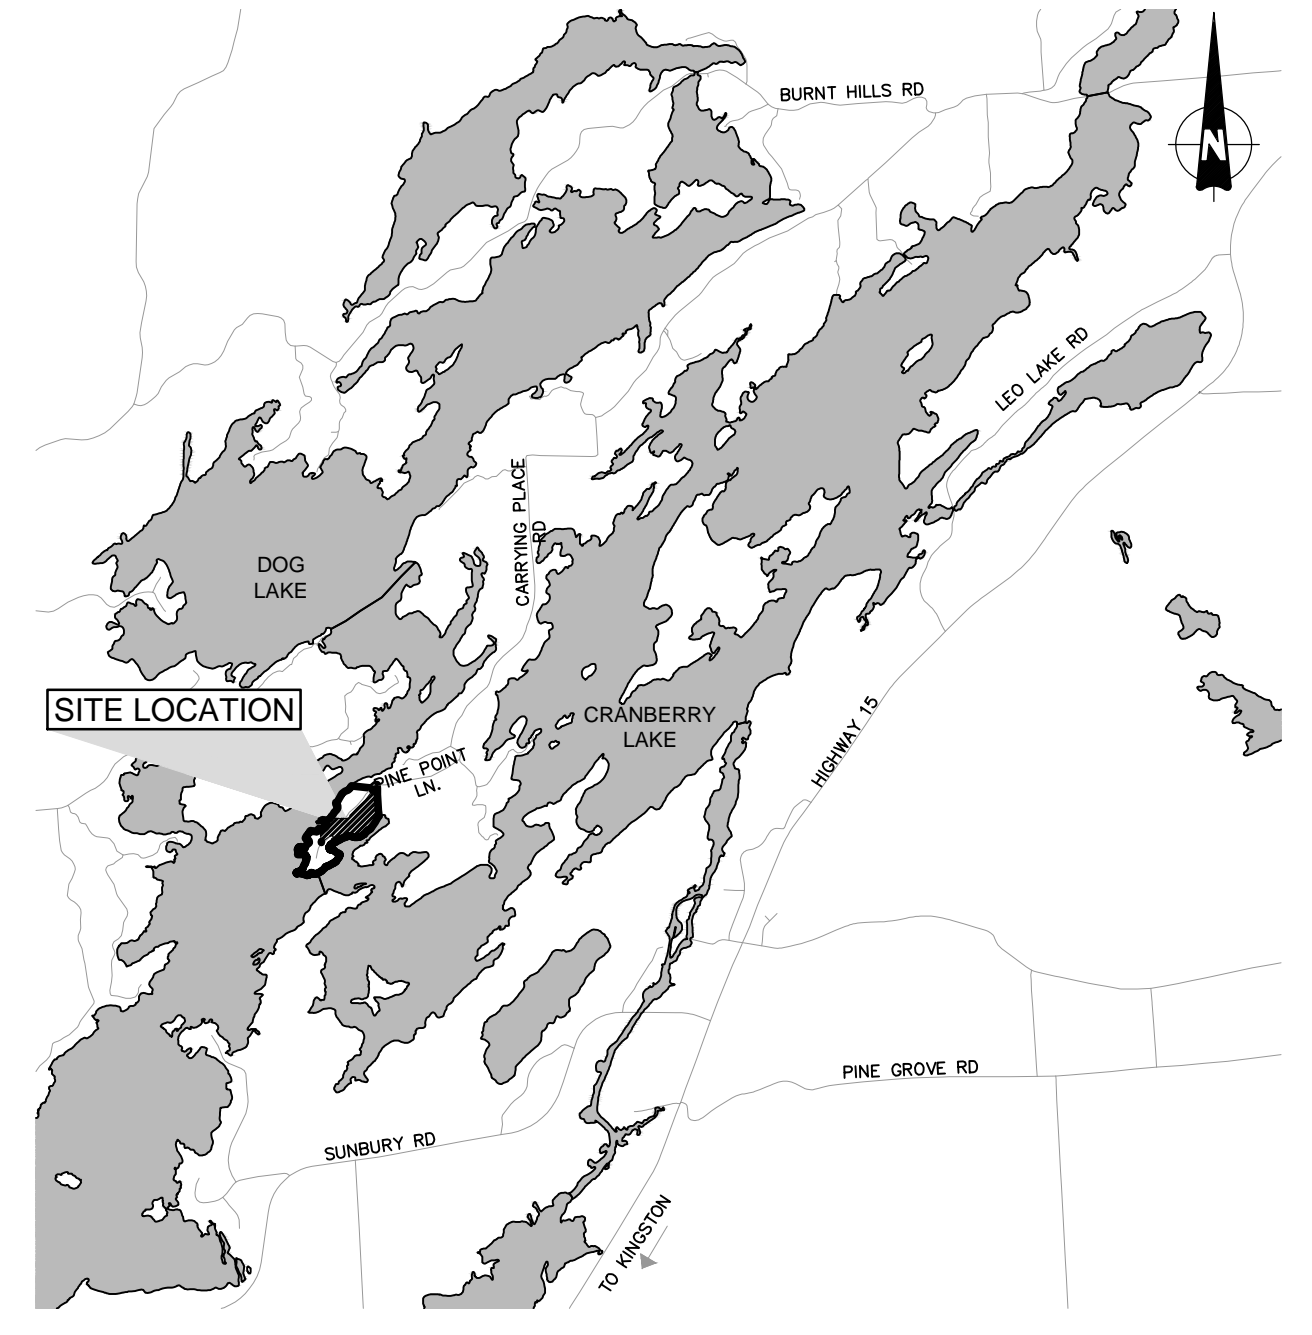 BURNT HILLS RD
N
LEO LAKE RD
CARRYING PLACE
RD
DOG
LAKE
SITE LOCATION
CRANBERRY
LAKE
HIGHWAY 15
PINE POINT
LN.
PINE GROVE RD
SUNBURY RD
TO KINGSTON